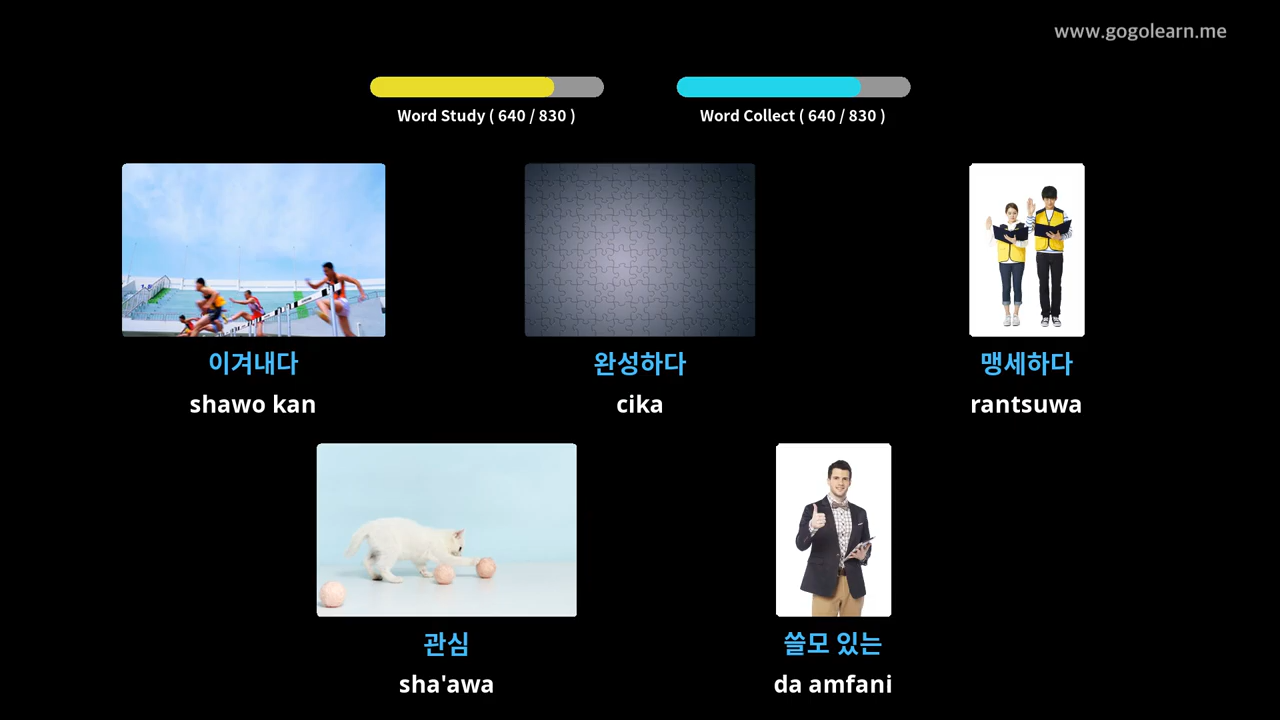 www.gogolearn.me
Word Study ( 640 / 830 )
Word Collect ( 640 / 830 )
이겨내다
shawo kan
완성하다
cika
맹세하다
rantsuwa
관심
sha'awa
쓸모 있는
da amfani